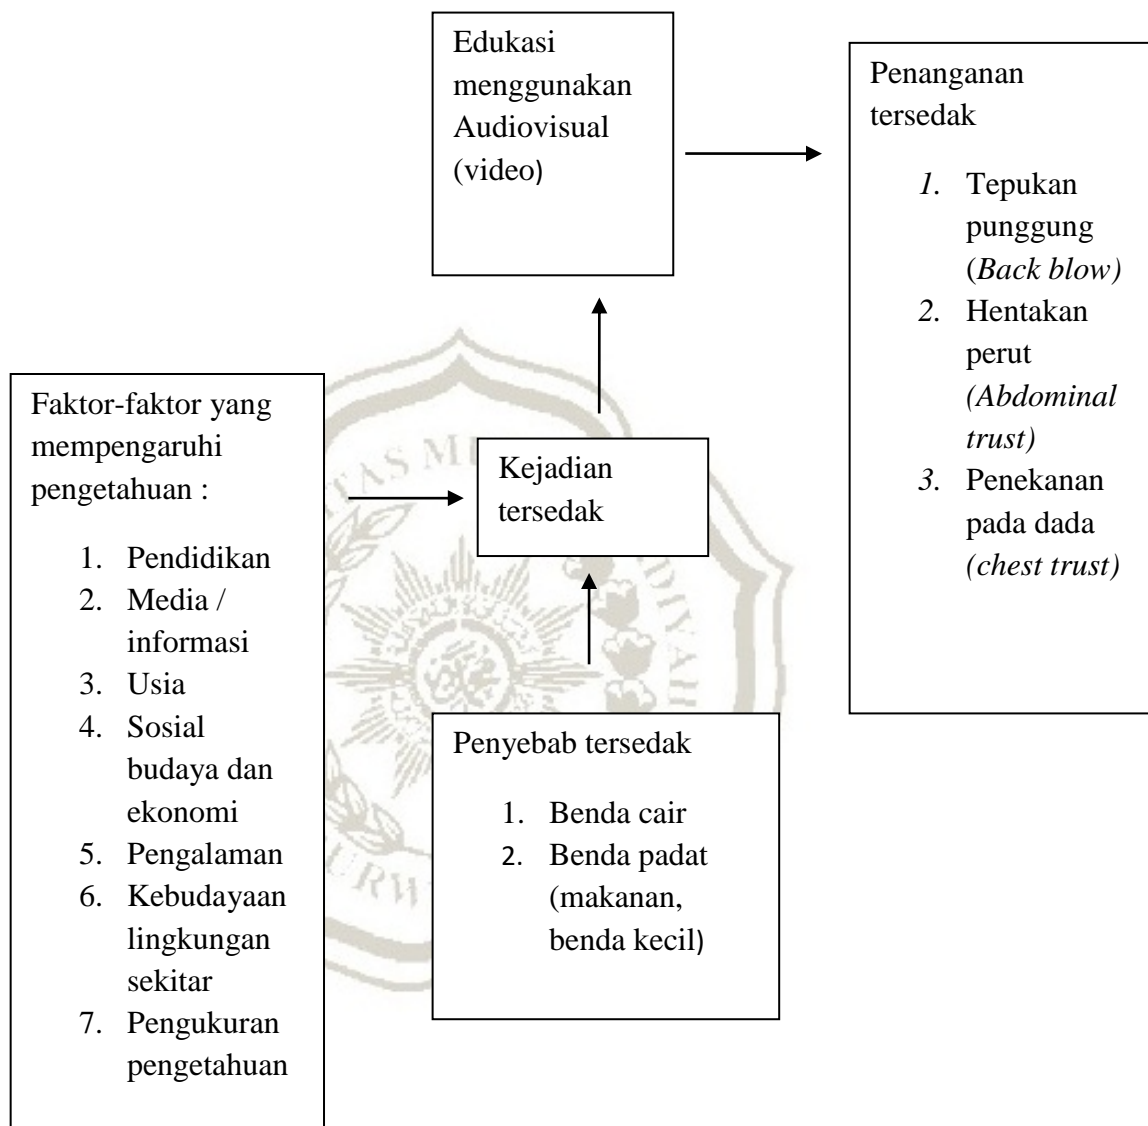 Edukasi
menggunakan
Audiovisual
(video)
Penanganan
tersedak
1. Tepukan
punggung
(Back blow)
2. Hentakan
perut
(Abdominal
trust)
3. Penekanan
pada dada
(chest trust)
Faktor-faktor yang
mempengaruhi
pengetahuan :
1. Pendidikan
2. Media /
informasi
3. Usia
4. Sosial
budaya dan
ekonomi
5. Pengalaman
6. Kebudayaan
lingkungan
sekitar
7. Pengukuran
pengetahuan
Kejadian
tersedak
Penyebab tersedak
1. Benda cair
2. Benda padat
(makanan,
benda kecil)